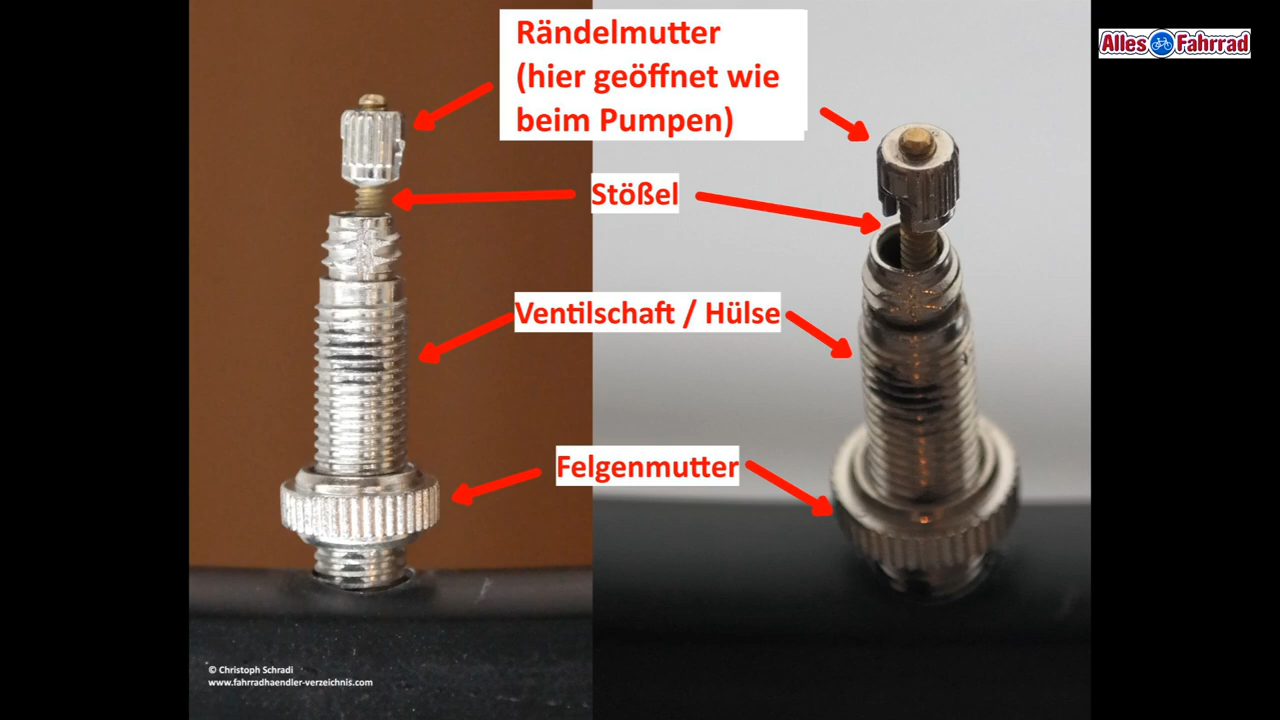 Alles Fahrrad
Rändelmutter
(hier geöffnet wie
beim Pumpen)
Stößel
Ventilschaft / Hülse
Felgenmutter
© Christoph Schradi
www.fahrradhaendler-verzeichnis.com